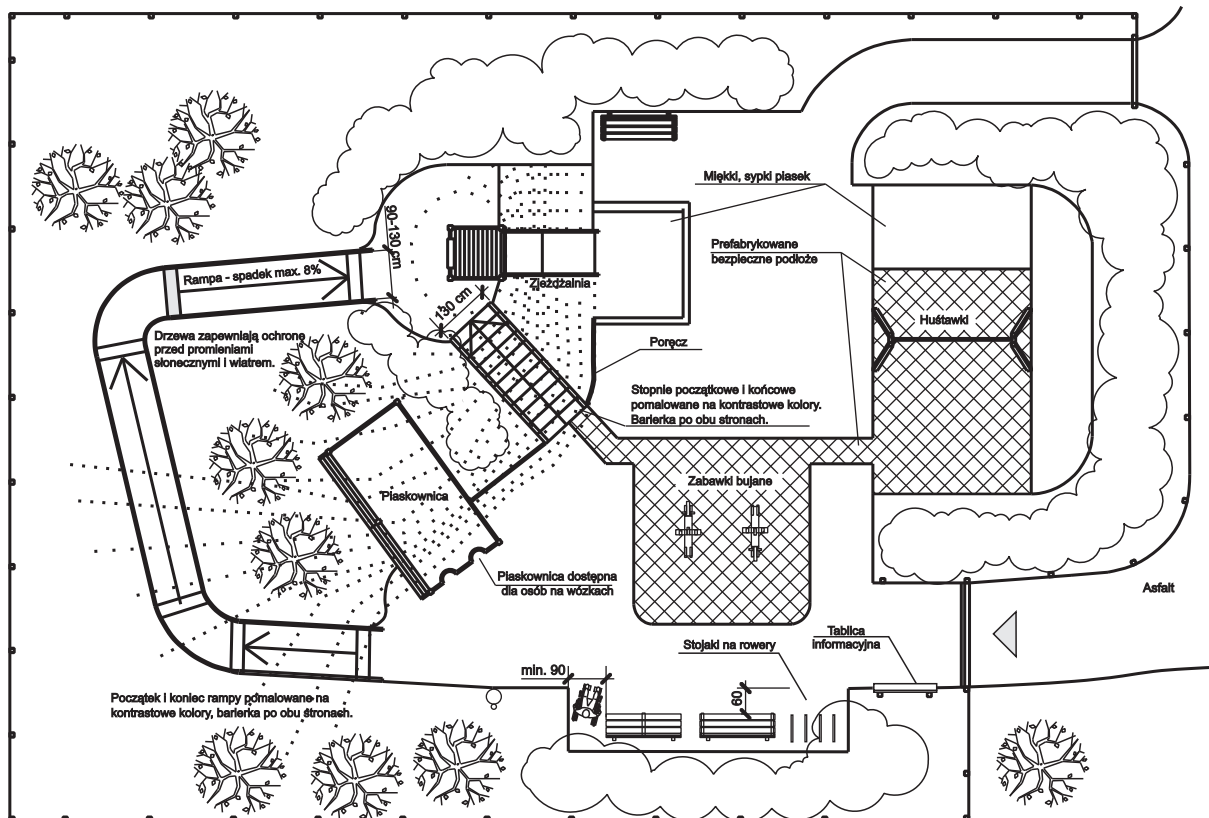 Miękki, sypki piasek
90-130 cm
Prefabrykowane
bezpieczne podłoże
Rampa - spadek max. 8%
Zjeżdżalnia
130 cm
Huśtawki
Drzewa zapewniają ochronę
przed promieniami
słonecznymi i wiatrem.
Poręcz
Stopnie początkowe i końcowe
pomalowane na kontrastowe kolory.
Barierka po obu stronach.
Zabawki bujane
Piaskownica
Piaskownica dostępna
dla osób na wózkach
Asfalt
Tablica
informacyjna
Stojaki na rowery
min. 90
60
Początek i koniec rampy pomalowane na
kontrastowe kolory, barierka po obu stronach.